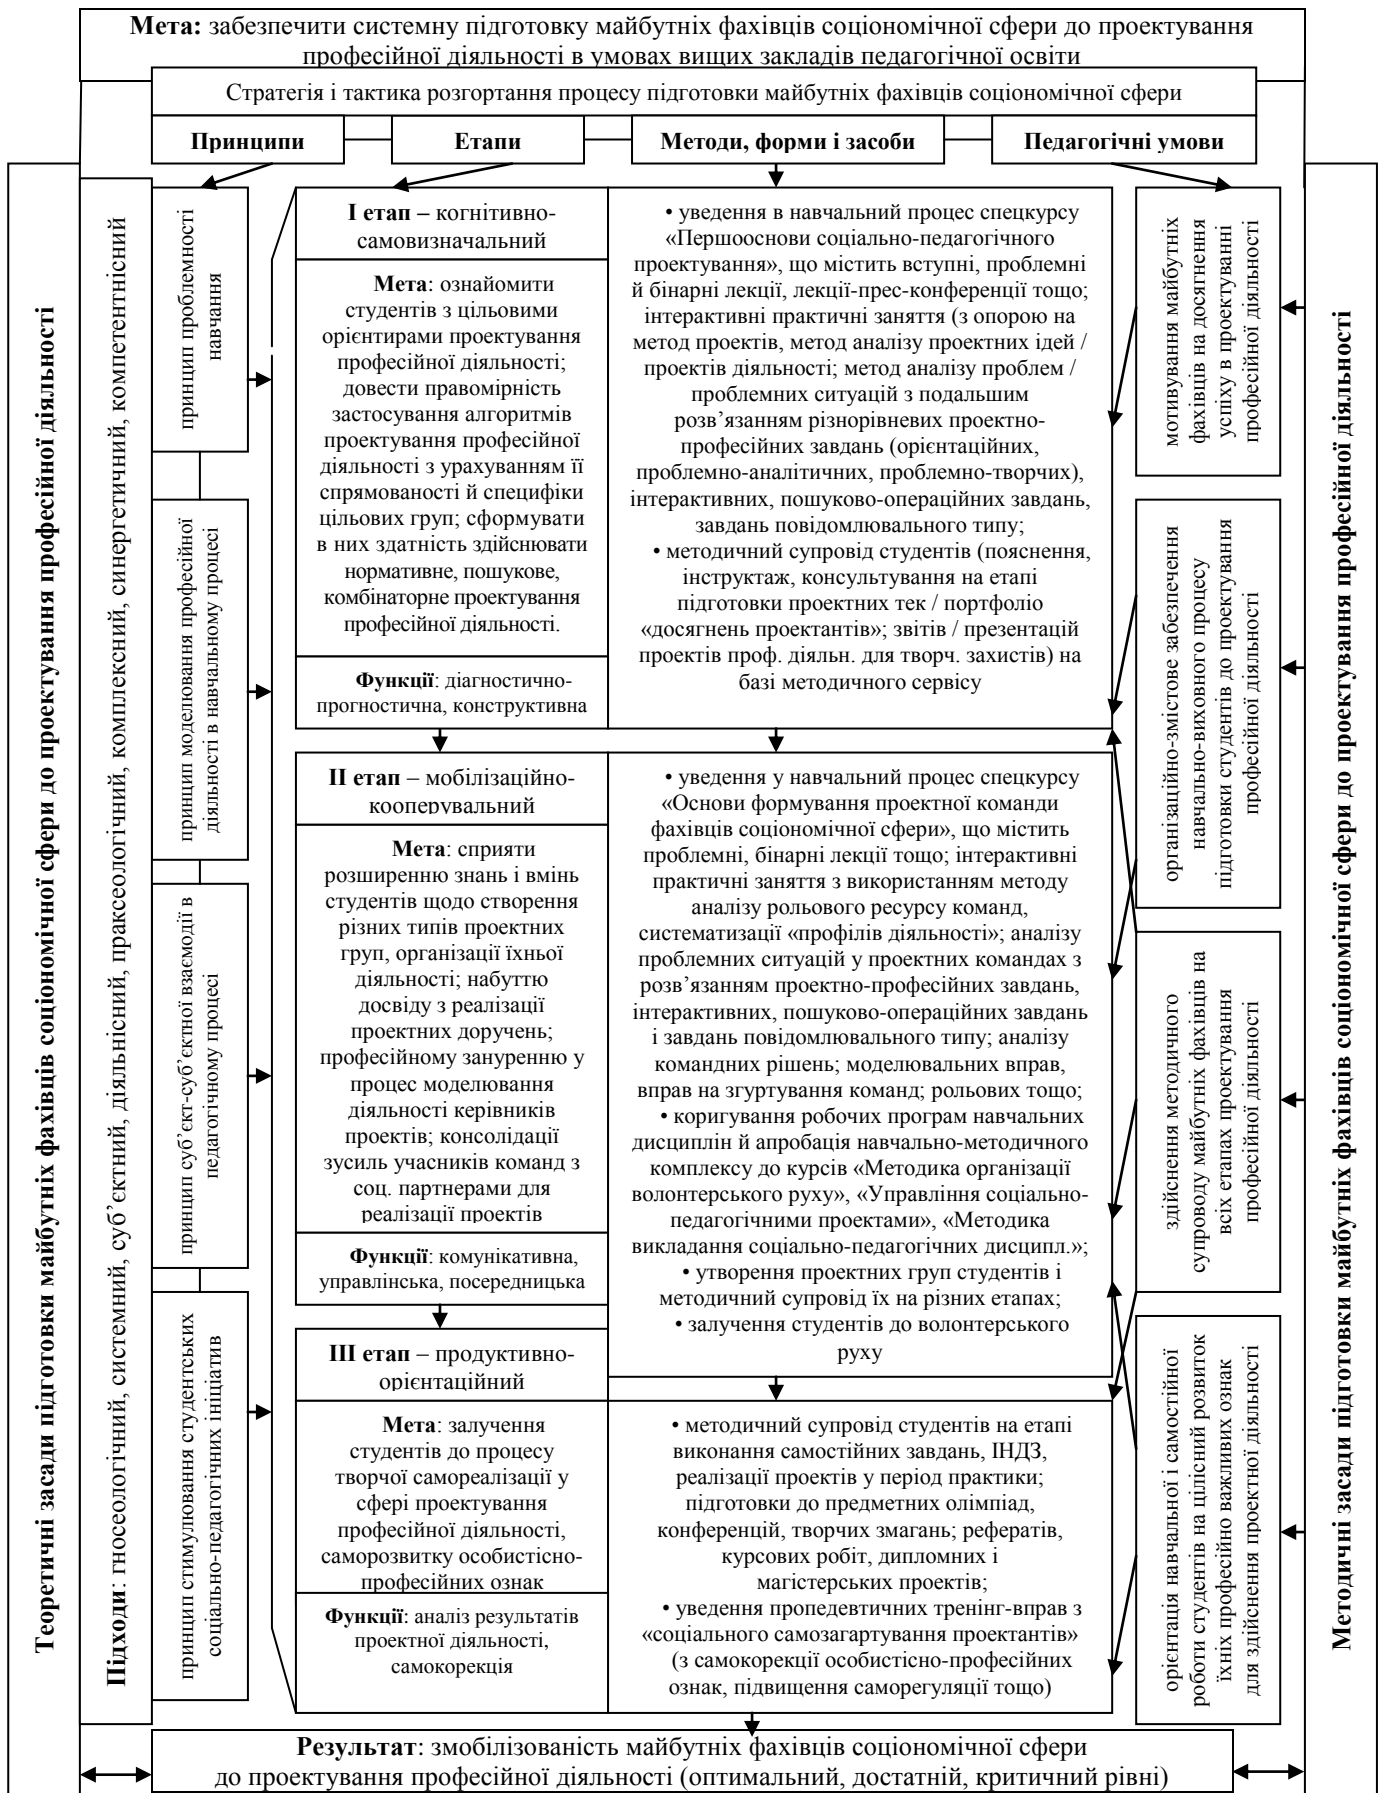 Мета: забезпечити системну підготовку майбутніх фахівців соціономічної сфери до проектування
професійної діяльності в умовах вищих закладів педагогічної освіти
Стратегія і тактика розгортання процесу підготовки майбутніх фахівців соціономічної сфери
Принципи
Етапи
Методи, форми і засоби
Педагогічні умови
Теоретичні засади підготовки майбутніх фахівців соціономічної сфери до проектування професійної діяльності
Підходи: гносеологічний, системний, суб’єктний, діяльнісний, праксеологічний, комплексний, синергетичний, компетентнісний
принцип проблемності
навчання
принцип моделювання професійної
діяльності в навчальному процесі
принцип суб’єкт-суб’єктної взаємодії в
педагогічному процесі
принцип стимулювання студентських
соціально-педагогічних ініціатив
І етап – когнітивно-
самовизначальний
Мета: ознайомити
студентів з цільовими
орієнтирами проектування
професійної діяльності;
довести правомірність
застосування алгоритмів
проектування професійної
діяльності з урахуванням її
спрямованості й специфіки
цільових груп; сформувати
в них здатність здійснювати
нормативне, пошукове,
комбінаторне проектування
професійної діяльності.
Функції: діагностично-
прогностична, конструктивна
ІІ етап – мобілізаційно-
кооперувальний
Мета: сприяти
розширенню знань і вмінь
студентів щодо створення
різних типів проектних
груп, організації їхньої
діяльності; набуттю
досвіду з реалізації
проектних доручень;
професійному зануренню у
процес моделювання
діяльності керівників
проектів; консолідації
зусиль учасників команд з
соц. партнерами для
реалізації проектів
Функції: комунікативна,
управлінська, посередницька
ІІІ етап – продуктивно-
орієнтаційний
Мета: залучення
студентів до процесу
творчої самореалізації у
сфері проектування
професійної діяльності,
саморозвитку особистісно-
професійних ознак
Функції: аналіз результатів
проектної діяльності,
самокорекція
• уведення в навчальний процес спецкурсу
«Першооснови соціально-педагогічного
проектування», що містить вступні, проблемні
й бінарні лекції, лекції-прес-конференції тощо;
інтерактивні практичні заняття (з опорою на
метод проектів, метод аналізу проектних ідей /
проектів діяльності; метод аналізу проблем /
проблемних ситуацій з подальшим
розв’язанням різнорівневих проектно-
професійних завдань (орієнтаційних,
проблемно-аналітичних, проблемно-творчих),
інтерактивних, пошуково-операційних завдань,
завдань повідомлювального типу;
• методичний супровід студентів (пояснення,
інструктаж, консультування на етапі
підготовки проектних тек / портфоліо
«досягнень проектантів»; звітів / презентацій
проектів проф. діяльн. для творч. захистів) на
базі методичного сервісу
• уведення у навчальний процес спецкурсу
«Основи формування проектної команди
фахівців соціономічної сфери», що містить
проблемні, бінарні лекції тощо; інтерактивні
практичні заняття з використанням методу
аналізу рольового ресурсу команд,
систематизації «профілів діяльності»; аналізу
проблемних ситуацій у проектних командах з
розв’язанням проектно-професійних завдань,
інтерактивних, пошуково-операційних завдань
і завдань повідомлювального типу; аналізу
командних рішень; моделювальних вправ,
вправ на згуртування команд; рольових тощо;
• коригування робочих програм навчальних
дисциплін й апробація навчально-методичного
комплексу до курсів «Методика організації
волонтерського руху», «Управління соціально-
педагогічними проектами», «Методика
викладання соціально-педагогічних дисципл.»;
• утворення проектних груп студентів і
методичний супровід їх на різних етапах;
• залучення студентів до волонтерського
руху
• методичний супровід студентів на етапі
виконання самостійних завдань, ІНДЗ,
реалізації проектів у період практики;
підготовки до предметних олімпіад,
конференцій, творчих змагань; рефератів,
курсових робіт, дипломних і
магістерських проектів;
• уведення пропедевтичних тренінг-вправ з
«соціального самозагартування проектантів»
(з самокорекції особистісно-професійних
ознак, підвищення саморегуляції тощо)
мотивування майбутніх
фахівців на досягнення
успіху в проектуванні
професійної діяльності
організаційно-змістове забезпечення
навчально-виховного процесу
підготовки студентів до проектування
професійної діяльності
здійснення методичного
супроводу майбутніх фахівців на
всіх етапах проектування
професійної діяльності
орієнтація навчальної і самостійної
роботи студентів на цілісний розвиток
їхніх професійно важливих ознак
для здійснення проектної діяльності
Методичні засади підготовки майбутніх фахівців соціономічної сфери до проектування професійної діяльності
Результат: змобілізованість майбутніх фахівців соціономічної сфери
до проектування професійної діяльності (оптимальний, достатній, критичний рівні)